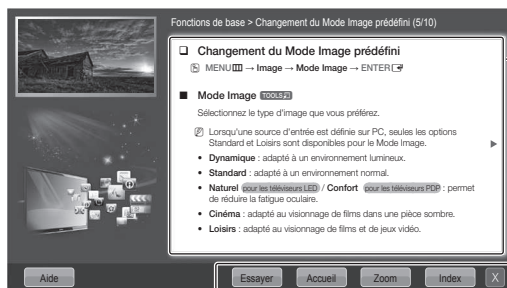 Fonctions de base > Changement du Mode Image prédéfini (5/10)
❑ Changement du Mode Image prédéfini
MENU → Image → Mode Image → ENTER
■ Mode Image TOOLS
Sélectionnez le type d'image que vous préférez.
Lorsqu'une source d'entrée est définie sur PC, seules les options
Standard et Loisirs sont disponibles pour le Mode Image.
• Dynamique : adapté à un environnement lumineux.
• Standard : adapté à un environnement normal.
• Naturel pour les téléviseurs LED / Confort pour les téléviseurs PDP : permet
de réduire la fatigue oculaire.
• Cinéma : adapté au visionnage de films dans une pièce sombre.
• Loisirs : adapté au visionnage de films et de jeux vidéo.
Aide Essayer Accueil Zoom Index X